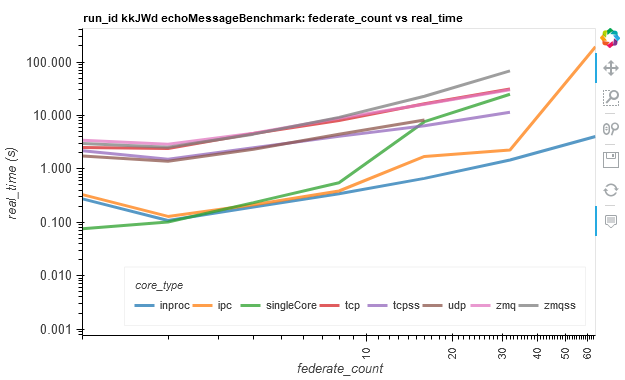 run_id kkJWd echoMessageBenchmark: federate_count vs real_time
real_time (s)
100.000
10.000
1.000
0.100
0.010
0.001
core_type
inproc ipc singleCore tcp tcpss udp zmq zmqss
10 20 30 40 50 60
federate_count